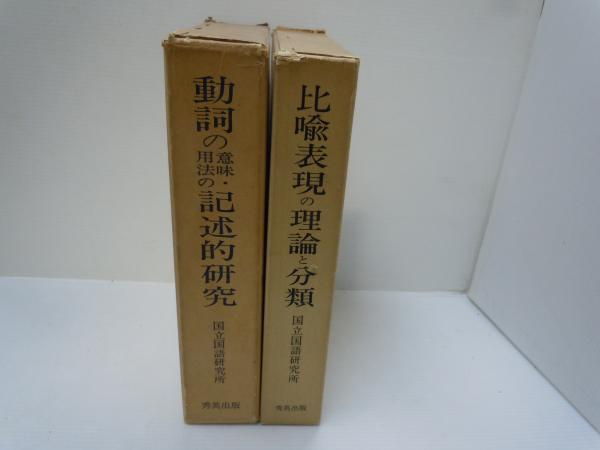 動詞の意味・用法の記述的研究
国立国語研究所
秀英出版
比喩表現の理論と分類
国立国語研究所
秀英出版